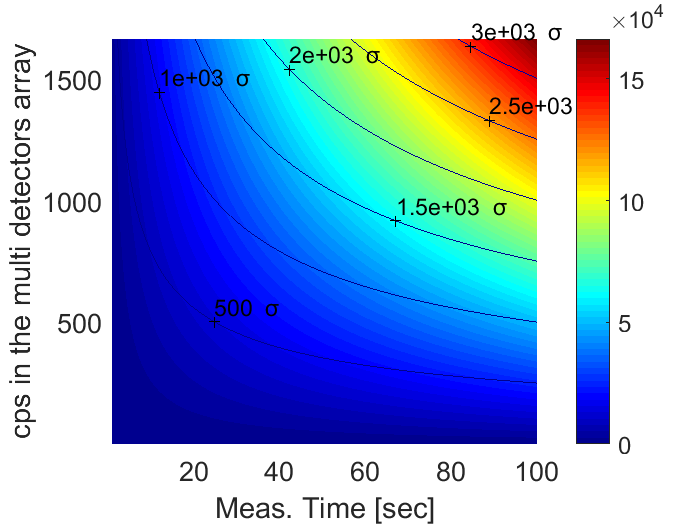 ×10⁴
3e+03 σ
2e+03 σ
1e+03 σ
2.5e+03
1.5e+03 σ
500 σ
cps in the multi detectors array
1500
1000
500
20 40 60 80 100
Meas. Time [sec]
15
10
5
0